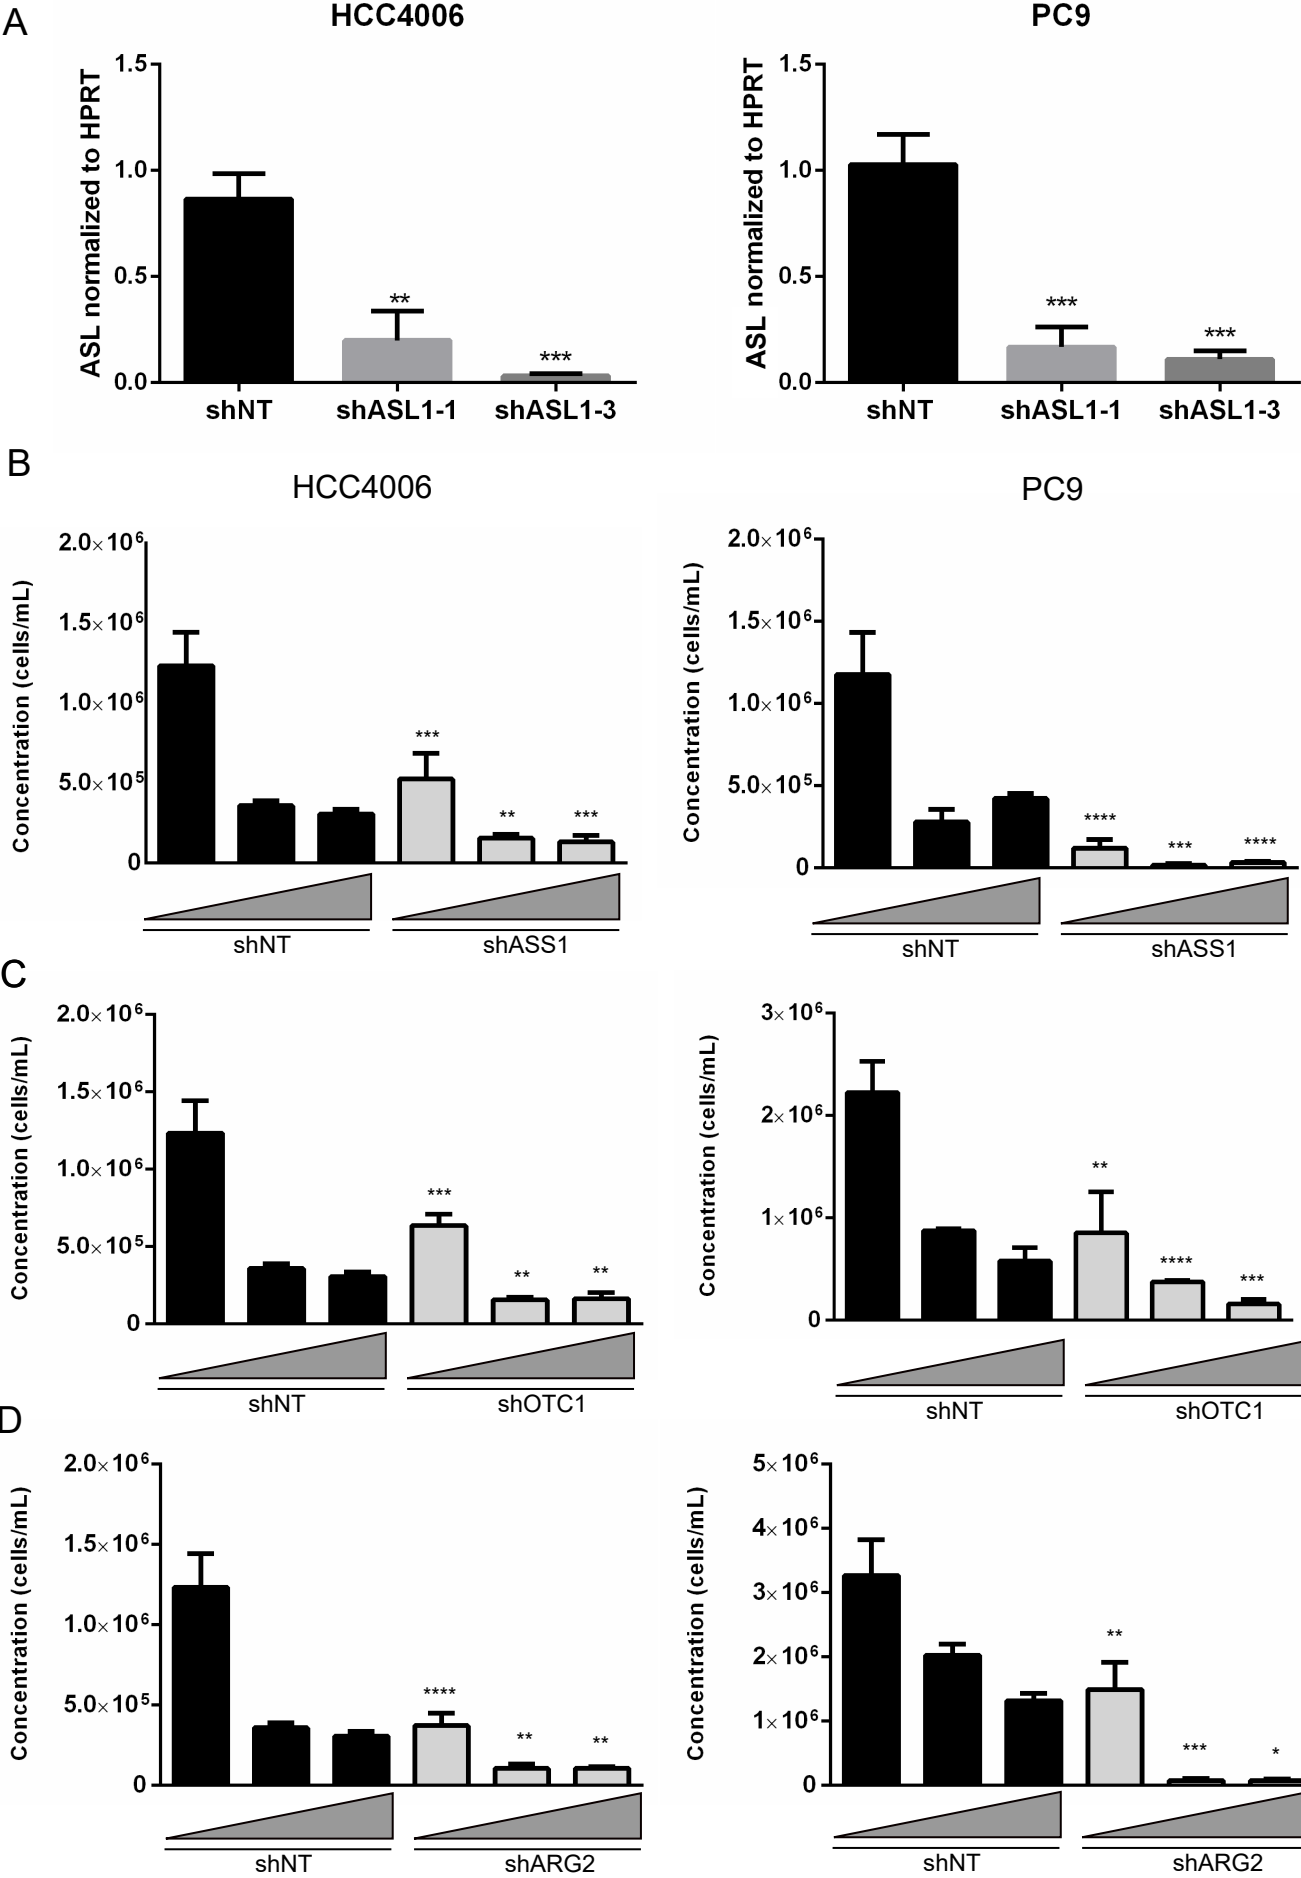 A
HCC4006
PC9
ASL normalized to HPRT
1.5
1.0
0.5
0.0
**
***
shNT
shASL1-1
shASL1-3
ASL normalized to HPRT
1.5
1.0
0.5
0.0
***
***
shNT
shASL1-1
shASL1-3
B
HCC4006
PC9
Concentration (cells/mL)
2.0×10⁶
1.5×10⁶
1.0×10⁶
5.0×10⁵
0
***
**
***
shNT
shASS1
Concentration (cells/mL)
2.0×10⁶
1.5×10⁶
1.0×10⁶
5.0×10⁵
0
****
***
****
shNT
shASS1
C
Concentration (cells/mL)
2.0×10⁶
1.5×10⁶
1.0×10⁶
5.0×10⁵
0
***
**
**
shNT
shOTC1
Concentration (cells/mL)
3×10⁶
2×10⁶
1×10⁶
0
**
****
***
shNT
shOTC1
D
Concentration (cells/mL)
2.0×10⁶
1.5×10⁶
1.0×10⁶
5.0×10⁵
0
****
**
**
shNT
shARG2
Concentration (cells/mL)
5×10⁶
4×10⁶
3×10⁶
2×10⁶
1×10⁶
0
**
***
*
shNT
shARG2